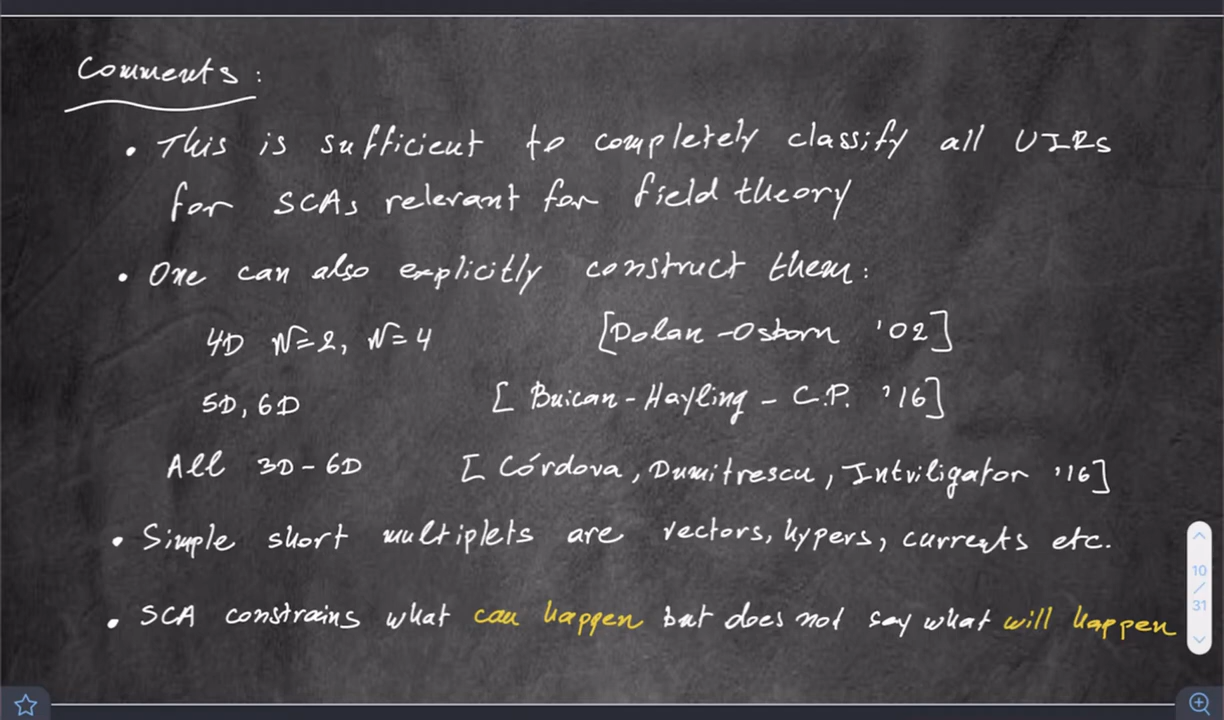 Comments:
• This is sufficient to completely classify all UIRs
for SCAs relevant for field theory
• One can also explicitly construct them:
4D N=2, N=4 [Dolan-Osborn '02]
5D, 6D [Buican-Hayling-C.P. '16]
All 3D-6D [Córdova, Dumitrescu, Intriligator '16]
• Simple short multiplets are vectors, hypers, currents etc.
• SCA constrains what can happen but does not say what will happen
10
/
31